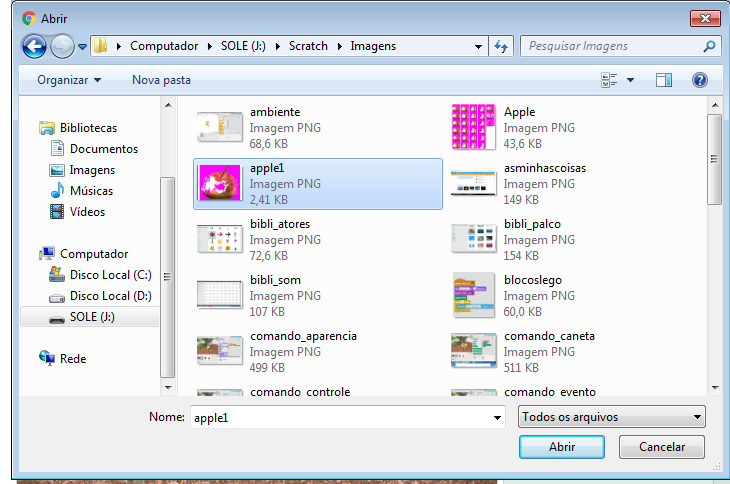 Abrir
Computador SOLE (J:) Scratch Imagens
Pesquisar Imagens
Organizar Nova pasta
Bibliotecas
Documentos
Imagens
Músicas
Vídeos
Computador
Disco Local (C:)
Disco Local (D:)
SOLE (J:)
Rede
ambiente
Imagem PNG
68,6 KB
Apple
Imagem PNG
43,6 KB
apple1
Imagem PNG
2,41 KB
asminhascoisas
Imagem PNG
149 KB
bibli_atores
Imagem PNG
72,6 KB
bibli_palco
Imagem PNG
154 KB
bibli_som
Imagem PNG
107 KB
blocoslego
Imagem PNG
60,0 KB
comando_aparencia
Imagem PNG
499 KB
comando_caneta
Imagem PNG
511 KB
comando_controle
comando_evento
Nome: apple1
Todos os arquivos
Abrir
Cancelar